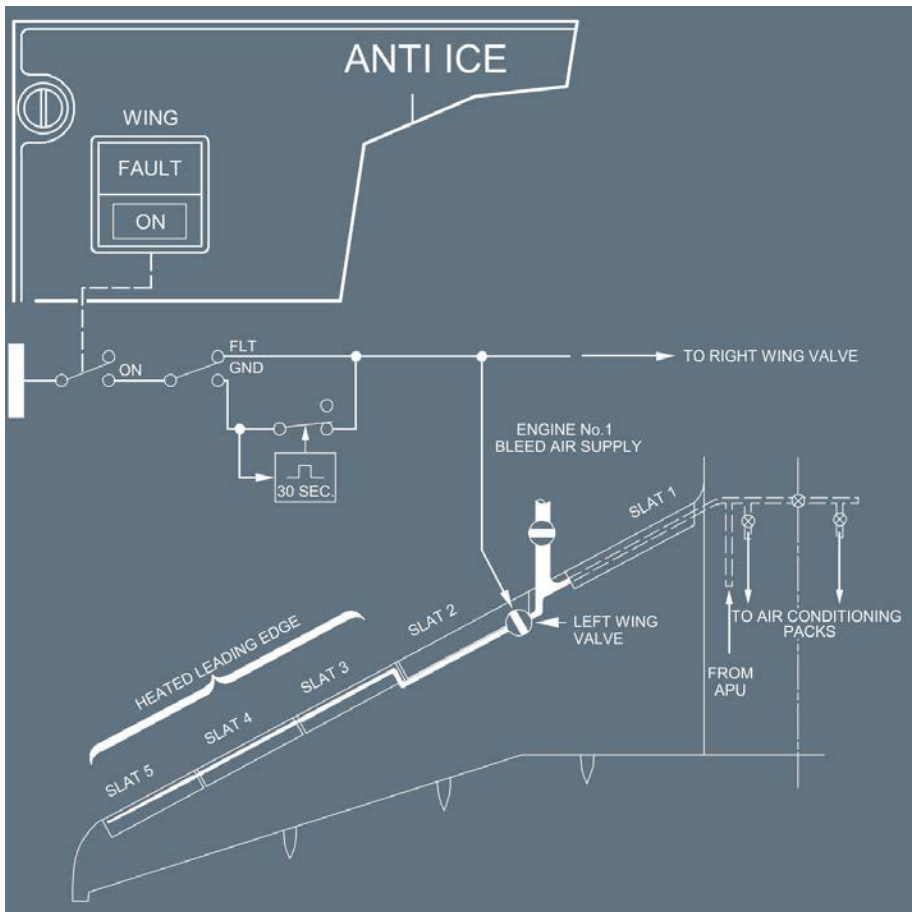 ANTI ICE
WING
FAULT
ON
ON
FLT
GND
TO RIGHT WING VALVE
30 SEC.
ENGINE No.1
BLEED AIR SUPPLY
SLAT 1
SLAT 2
LEFT WING
VALVE
TO AIR CONDITIONING
PACKS
FROM
APU
HEATED LEADING EDGE
SLAT 3
SLAT 4
SLAT 5